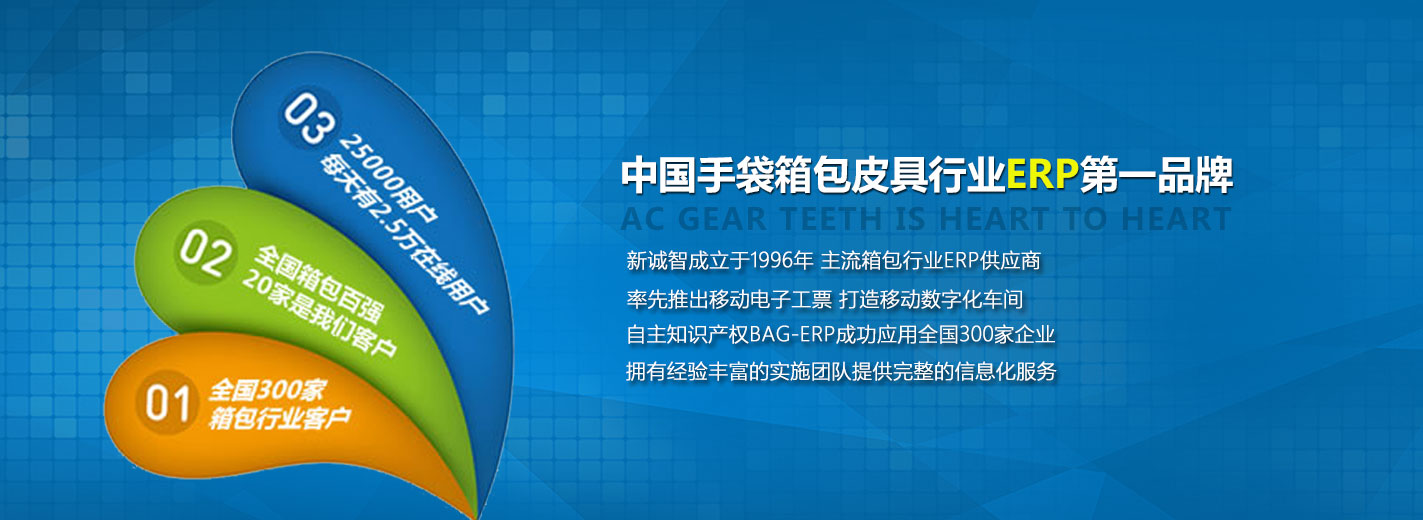 03
25000用户
每天有2.5万在线用户
02
全国箱包百强
20家是我们客户
01
全国300家
箱包行业客户
中国手袋箱包皮具行业ERP第一品牌
AC GEAR TEETH IS HEART TO HEART
新诚智成立于1996年 主流箱包行业ERP供应商
率先推出移动电子工票 打造移动数字化车间
自主知识产权BAG-ERP成功应用全国300家企业
拥有经验丰富的实施团队提供完整的信息化服务